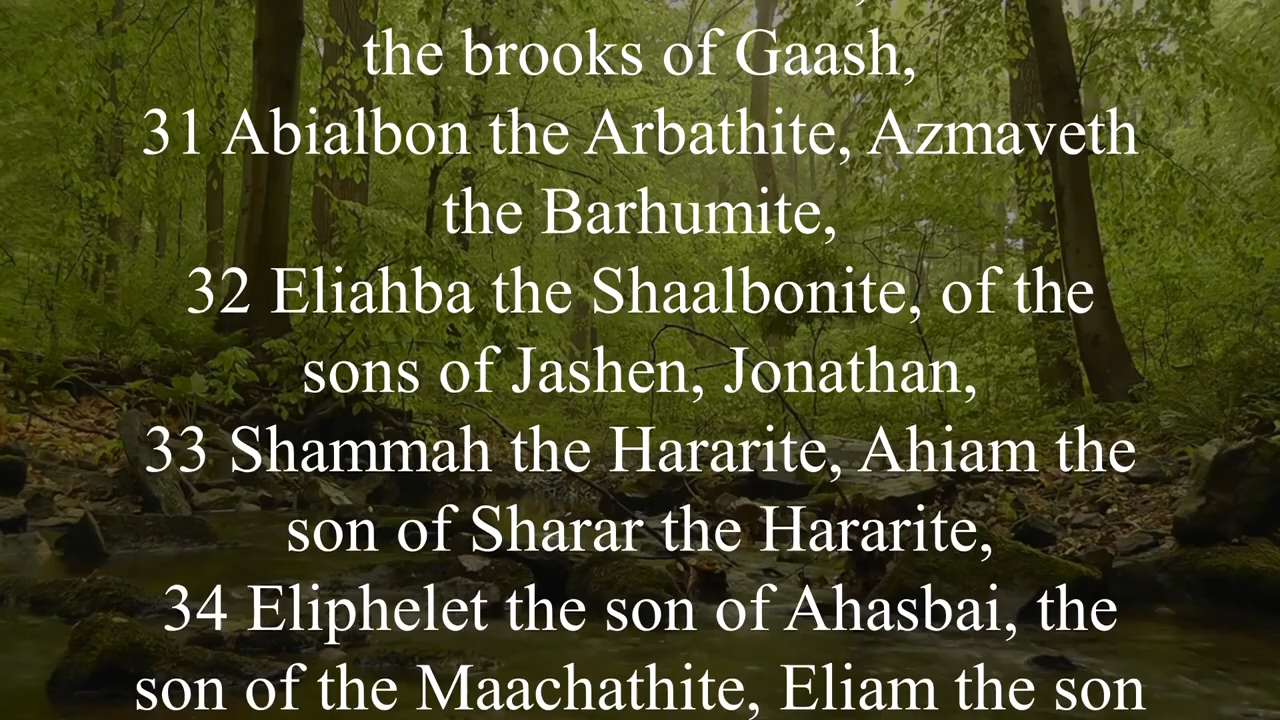 the brooks of Gaash,
31 Abialbon the Arbathite, Azmaveth
the Barhumite,
32 Eliahba the Shaalbonite, of the
sons of Jashen, Jonathan,
33 Shammah the Hararite, Ahiam the
son of Sharar the Hararite,
34 Eliphelet the son of Ahasbai, the
son of the Maachathite, Eliam the son